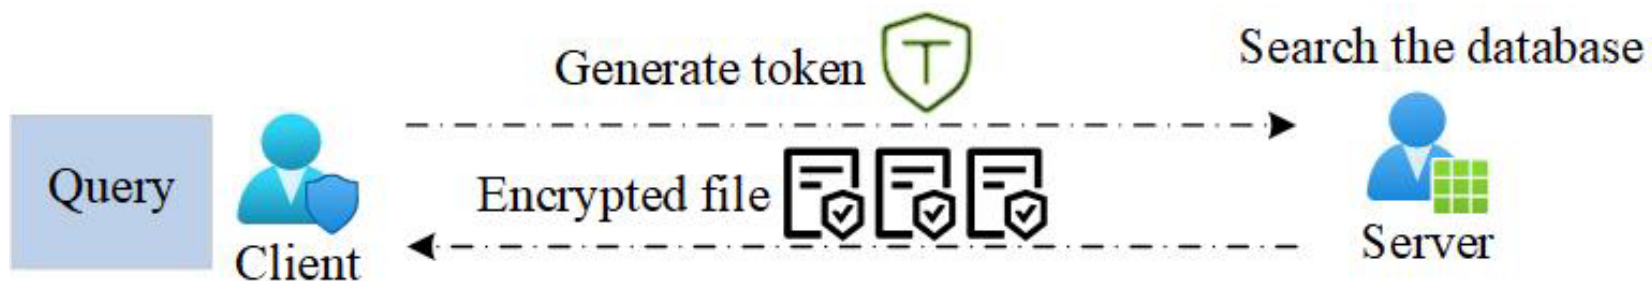 Generate token
T
Search the database
Query
Encrypted file
Client
Server